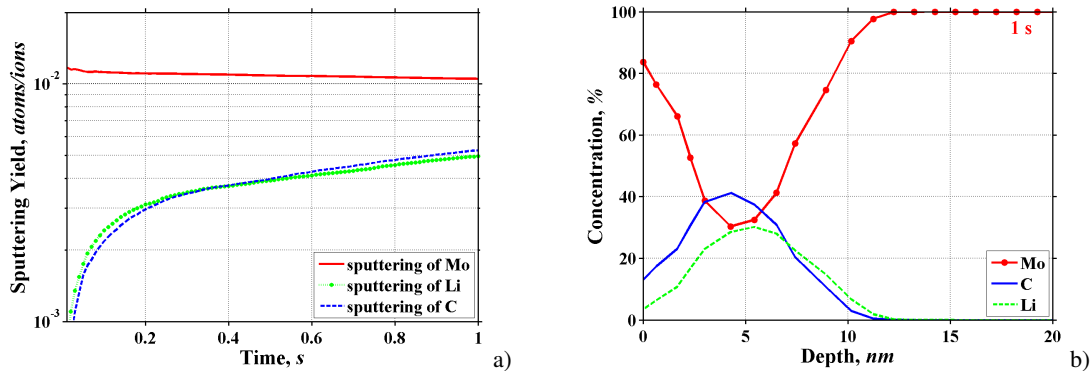 Sputtering Yield, atoms/ions
10⁻²
10⁻³
sputtering of Mo
sputtering of Li
sputtering of C
0.2 0.4 0.6 0.8 1
Time, s
a)
Concentration, %
100
80
60
40
20
0
1 s
Mo
C
Li
0 5 10 15 20
Depth, nm
b)